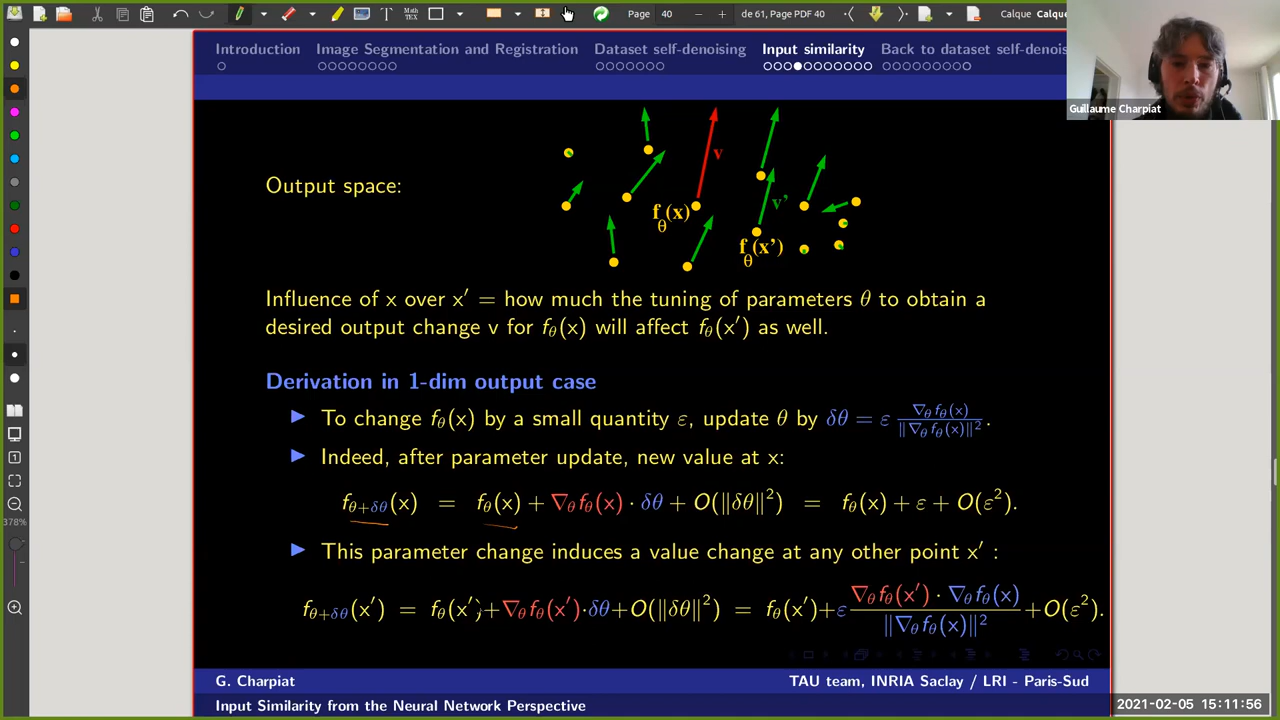 Page 40 − + de 61, Page PDF 40 Calque Calque
T Math TEX
Introduction Image Segmentation and Registration Dataset self-denoising Input similarity Back to dataset self-denois
Guillaume Charpiat
Output space:
v
v'
f_θ(x)
f_θ(x')
Influence of x over x′ = how much the tuning of parameters θ to obtain a
desired output change v for f_θ(x) will affect f_θ(x′) as well.
Derivation in 1-dim output case
▶ To change f_θ(x) by a small quantity ε, update θ by δθ = ε ∇_θ f_θ(x) / ‖∇_θ f_θ(x)‖².
▶ Indeed, after parameter update, new value at x:
f_θ+δθ(x) = f_θ(x) + ∇_θ f_θ(x) · δθ + O(‖δθ‖²) = f_θ(x) + ε + O(ε²).
▶ This parameter change induces a value change at any other point x′ :
f_θ+δθ(x′) = f_θ(x′)+∇_θ f_θ(x′)·δθ+O(‖δθ‖²) = f_θ(x′)+ε ∇_θ f_θ(x′) · ∇_θ f_θ(x) / ‖∇_θ f_θ(x)‖² +O(ε²).
378%
G. Charpiat TAU team, INRIA Saclay / LRI - Paris-Sud
Input Similarity from the Neural Network Perspective
2021-02-05 15:11:56